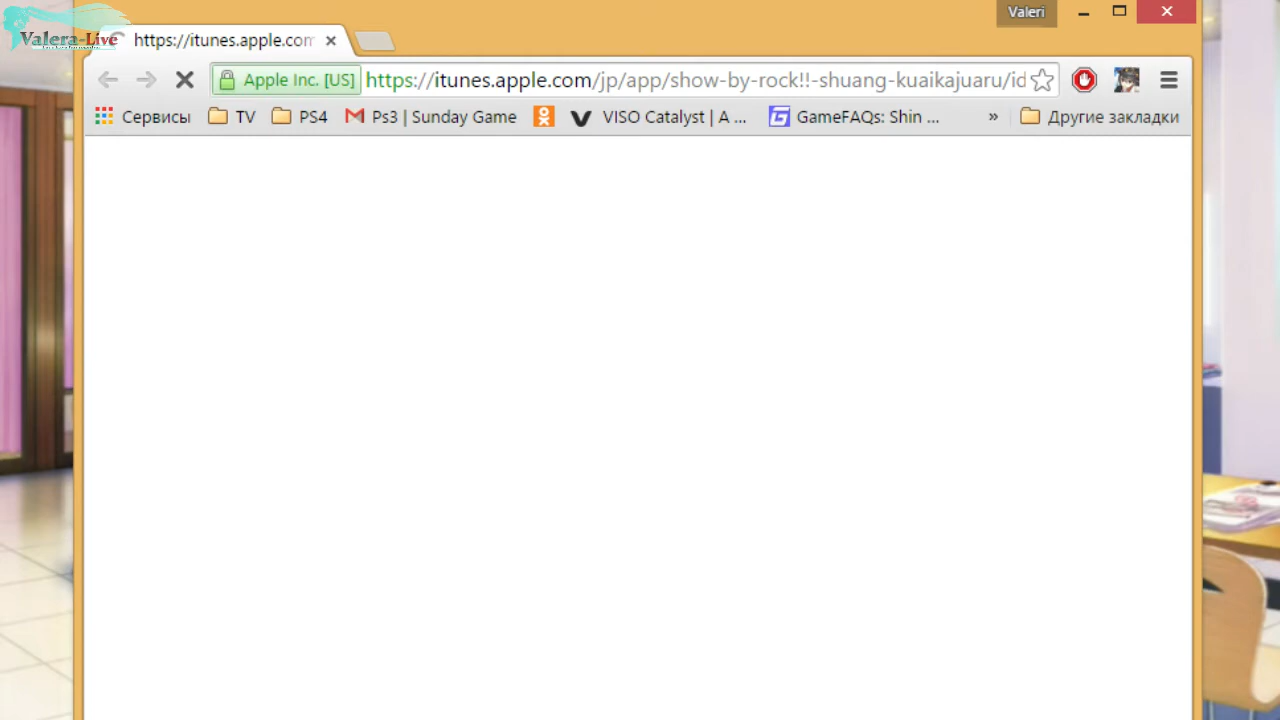 Valeri
Valera-Live
https://itunes.apple.com
Apple Inc. [US] https://itunes.apple.com/jp/app/show-by-rock!!-shuang-kuaikajuaru/id
Сервисы TV PS4 Ps3 | Sunday Game VISO Catalyst | A ... GameFAQs: Shin ... » Другие закладки